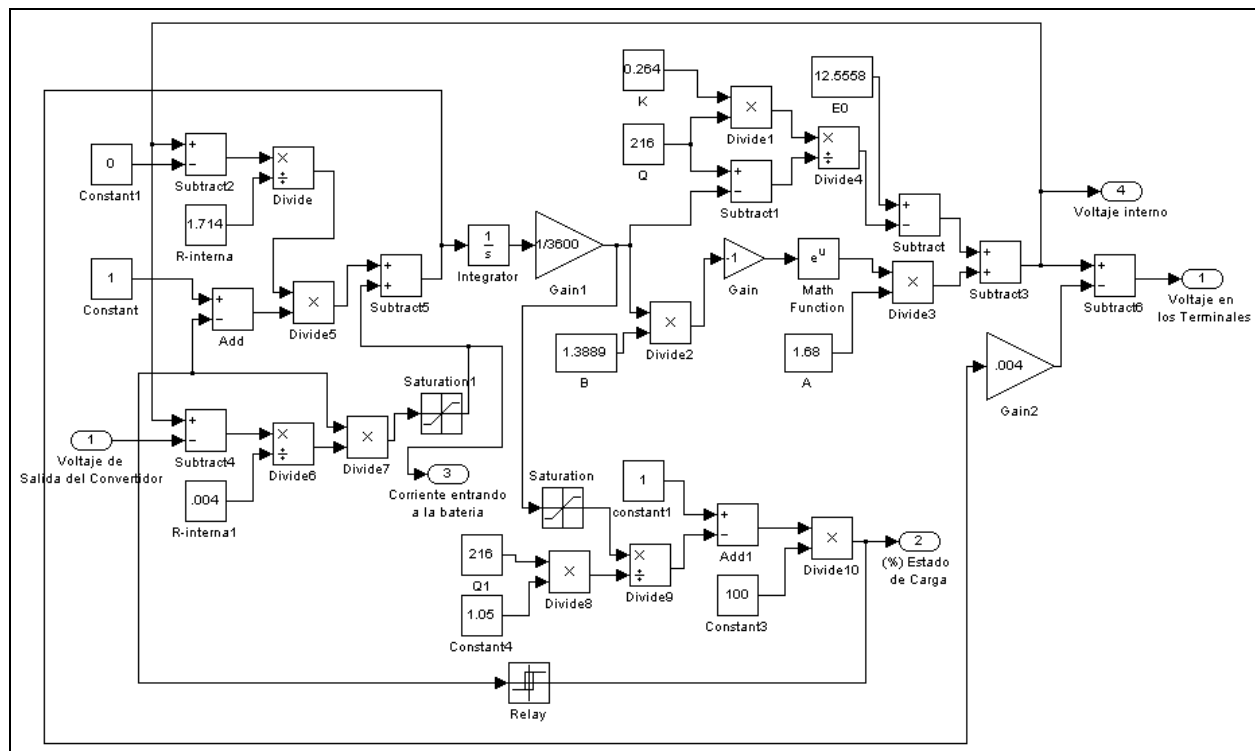 0.264
K
12.5558
E0
+
−
Subtract2
×
÷
Divide
0
Constant1
1.714
R-interna
216
Q
×
Divide1
×
÷
Divide4
+
−
Subtract1
+
−
Subtract
4
Voltaje interno
1
s
Integrator
1/3600
Gain1
-1
Gain
e^u
Math
Function
×
Divide3
+
+
Subtract3
+
−
Subtract6
1
Voltaje en
los Terminales
1
Constant
+
−
Add
×
Divide5
+
+
Subtract5
1.3889
B
×
Divide2
1.68
A
.004
Gain2
Saturation1
1
Voltaje de
Salida del Convertidor
+
−
Subtract4
×
÷
Divide6
×
Divide7
.004
R-interna1
3
Corriente entrando
a la bateria
Saturation
1
constant1
+
−
Add1
×
Divide10
2
(%) Estado
de Carga
216
Q1
1.05
Constant4
×
Divide8
×
÷
Divide9
100
Constant3
Relay